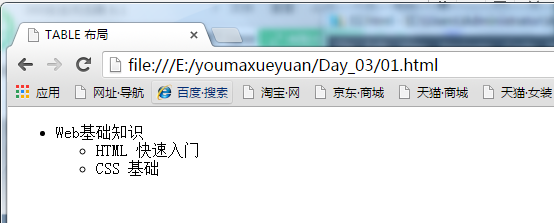 TABLE 布局
file:///E:/youmaxueyuan/Day_03/01.html
应用 网址·导航 百度·搜索 淘宝·网 京东·商城 天猫·商城 天猫·女装
Web基础知识
HTML 快速入门
CSS 基础